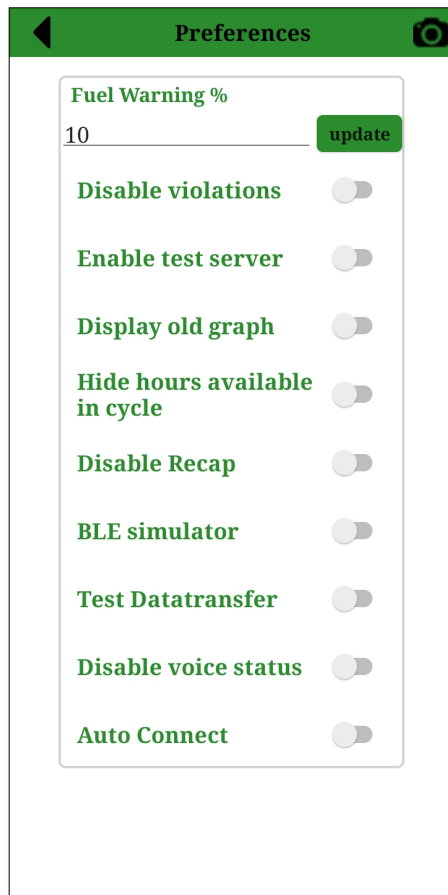 Preferences
Fuel Warning %
10
update
Disable violations
Enable test server
Display old graph
Hide hours available
in cycle
Disable Recap
BLE simulator
Test Datatransfer
Disable voice status
Auto Connect